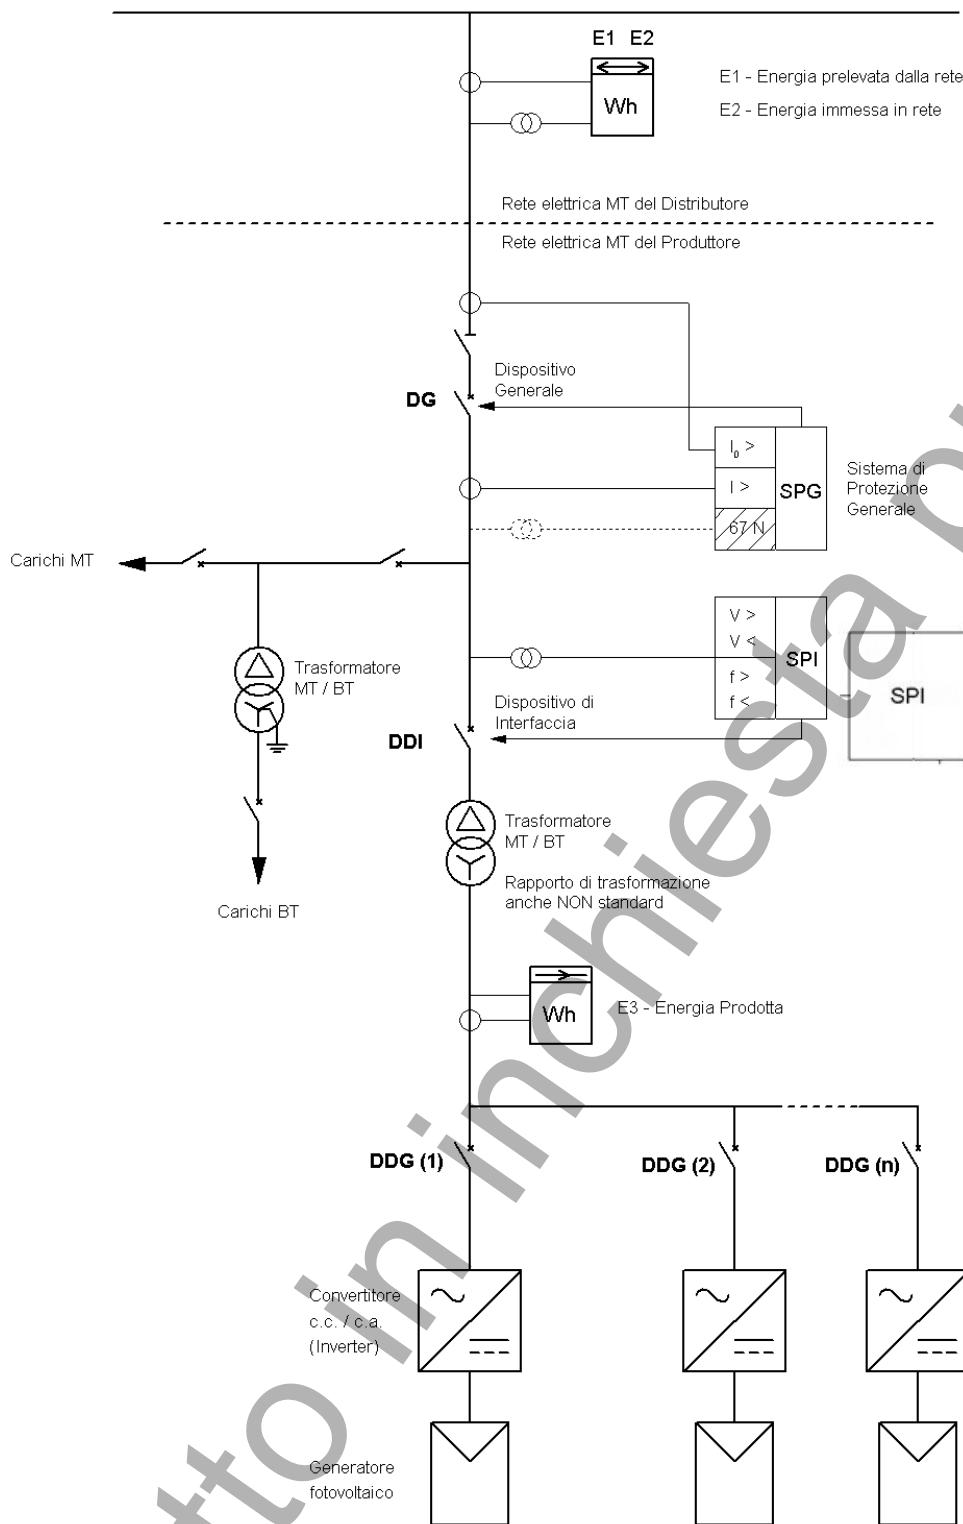 E1 E2
E1 - Energia prelevata dalla rete
Wh
E2 - Energia immessa in rete
Rete elettrica MT del Distributore
Rete elettrica MT del Produttore
Dispositivo
Generale
DG
I0 >
I >
SPG
67 N
Sistema di
Protezione
Generale
Carichi MT
V >
V <
f >
f <
SPI
SPI
Trasformatore
MT / BT
Dispositivo di
Interfaccia
DDI
Trasformatore
MT / BT
Rapporto di trasformazione
anche NON standard
Carichi BT
Wh
E3 - Energia Prodotta
DDG (1)
DDG (2)
DDG (n)
Convertitore
c.c. / c.a.
(Inverter)
Generatore
fotovoltaico
tto in inchiesta p